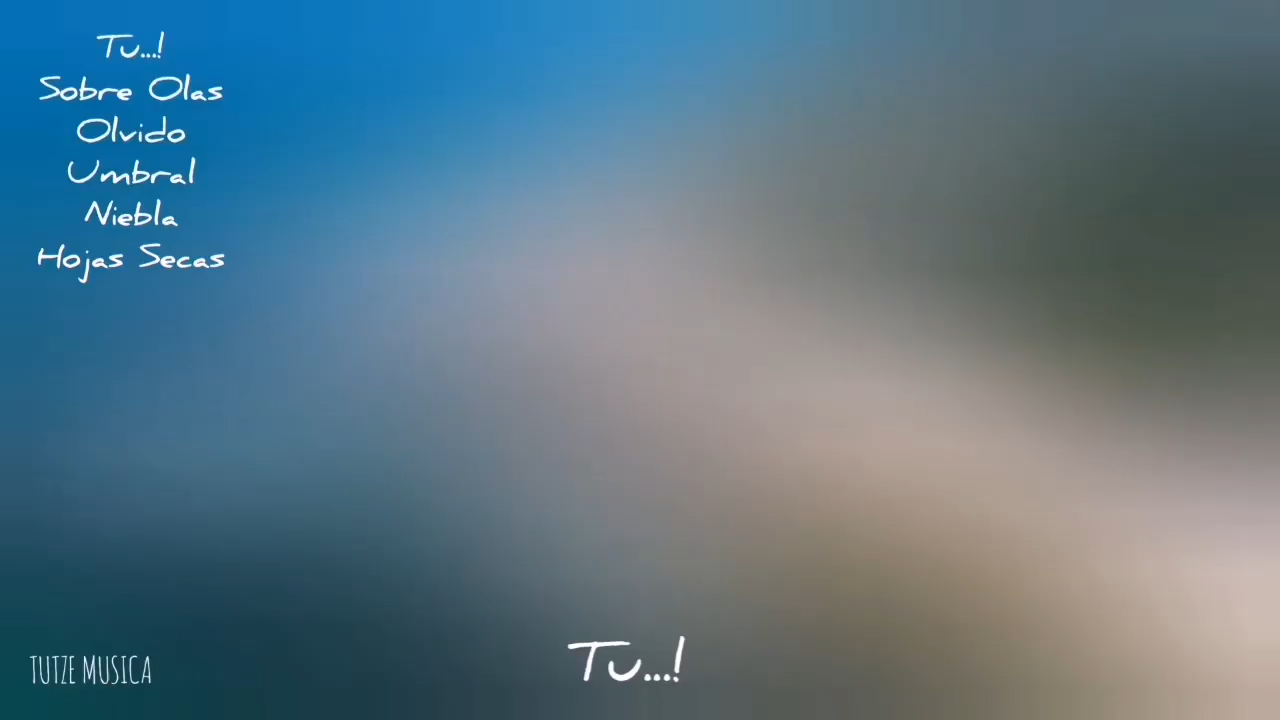 Tu...!
Sobre Olas
Olvido
Umbral
Niebla
Hojas Secas
TUTZE MUSICA
Tu...!